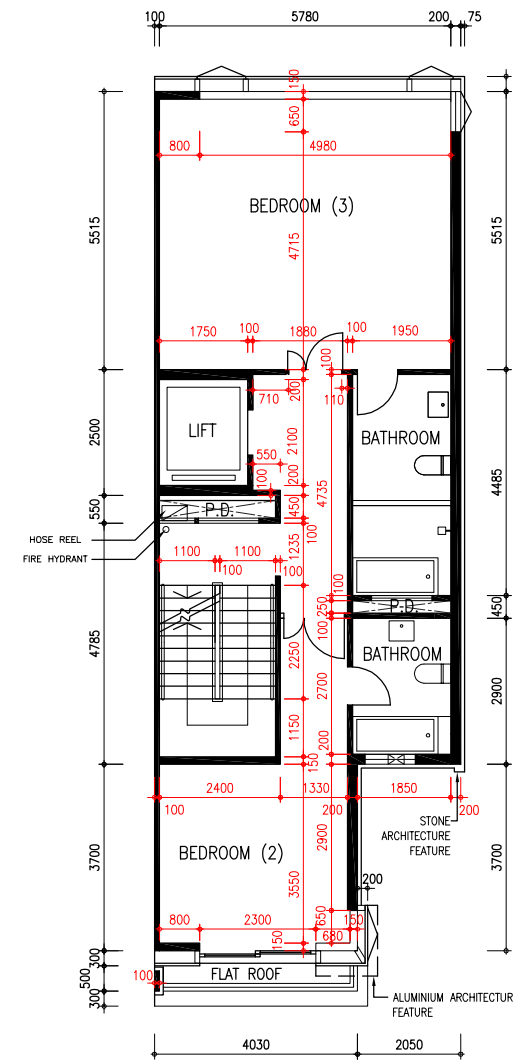 100 5780 200 75
150
650
800 4980
BEDROOM (3)
5515 4715 5515
1750 100 1880 100 1950
100
710 200 110
LIFT
BATHROOM
2500 2100
550
200 4735 4485
100
P.D.
550 450
HOSE REEL
FIRE HYDRANT
1235 100
1100 1100
100 100 100
250 P.D. 450
100
4785 2250 BATHROOM
2700 2900
1150
200
150
2400 1330 1850
100 200 200
STONE
ARCHITECTURE
FEATURE
2900
BEDROOM (2)
3700 3550 3700
200
800 2300 650 150
150 680
300
FLAT ROOF
500 100
300
ALUMINIUM ARCHITECTUR
FEATURE
4030 2050